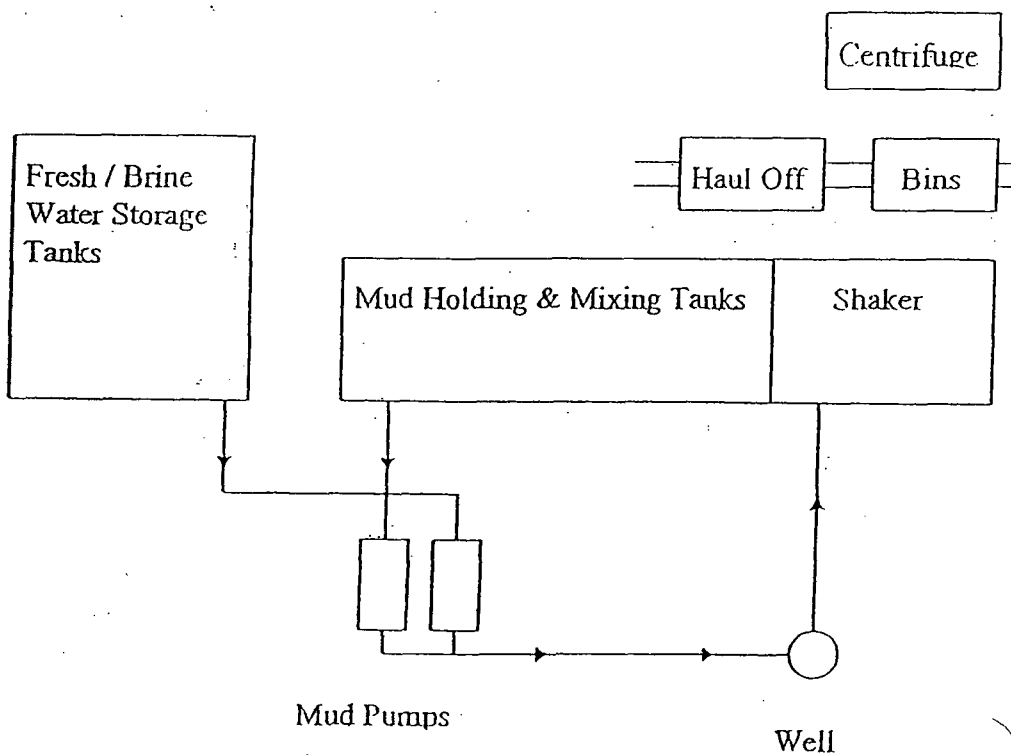 Centrifuge
Fresh / Brine
Water Storage
Tanks
Haul Off
Bins
Mud Holding & Mixing Tanks
Shaker
Mud Pumps
Well